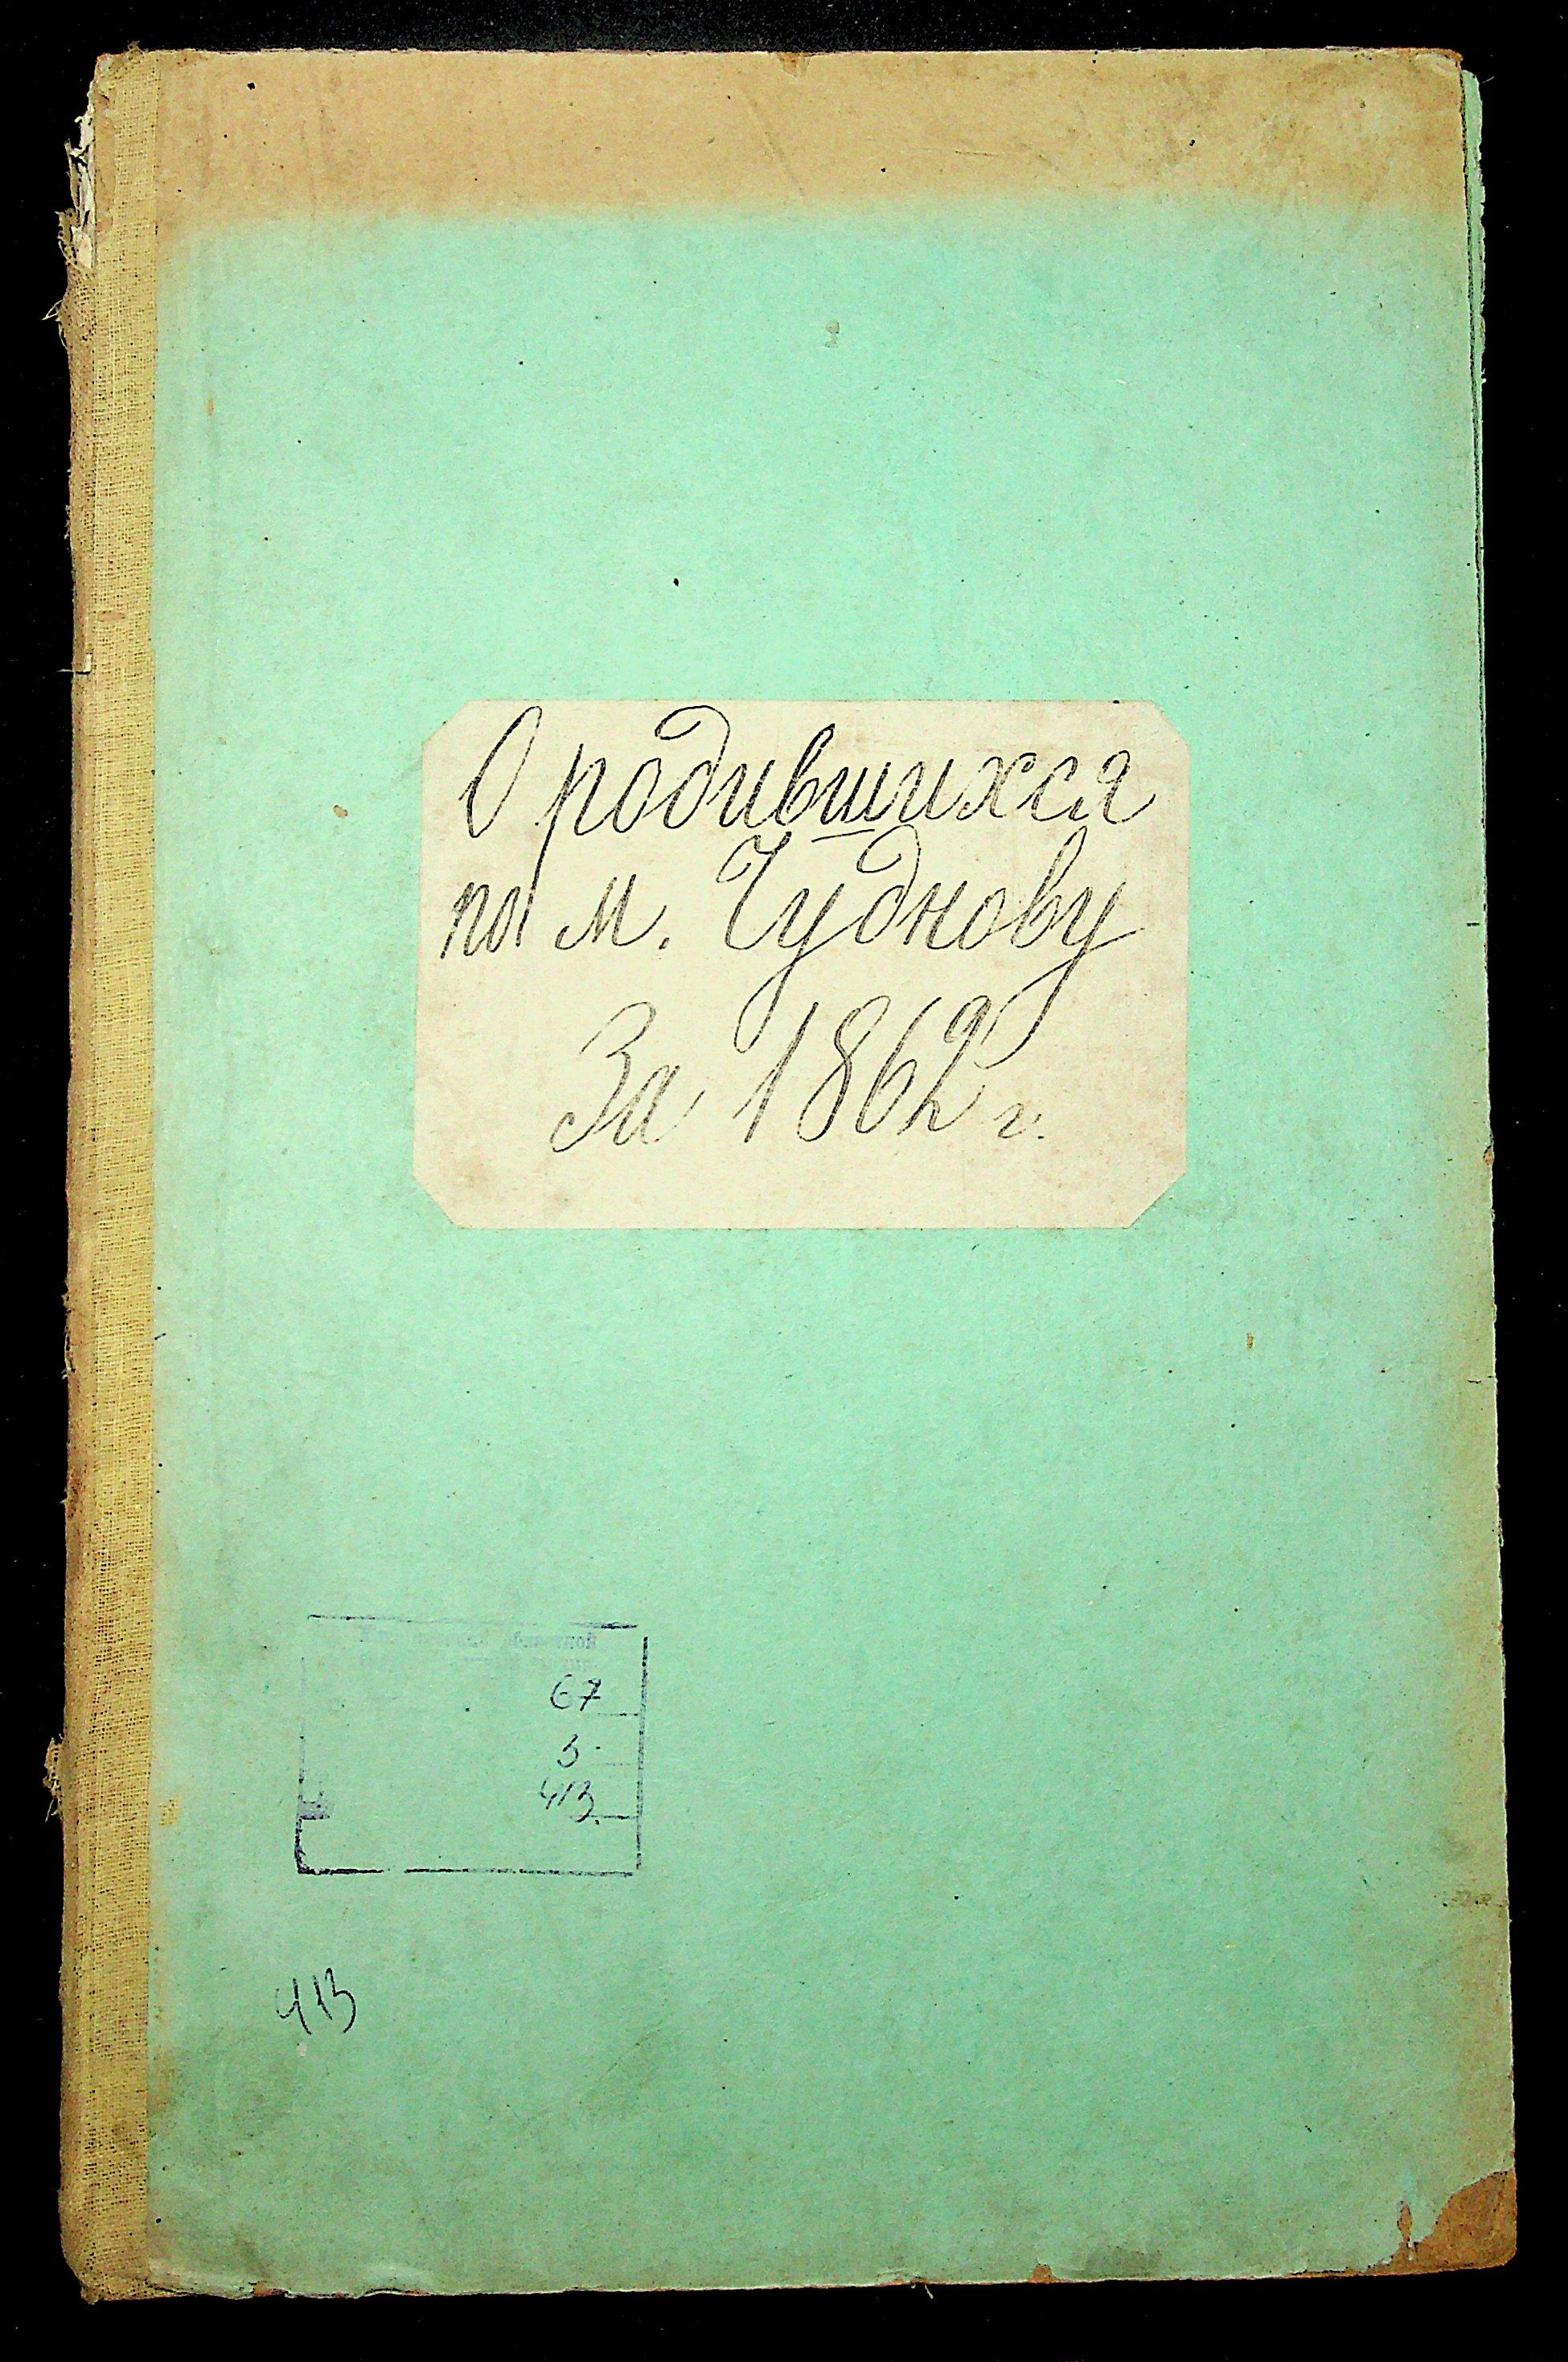 О родившихся
по м. Чуднову
За 1862 г.
67
3
413
413